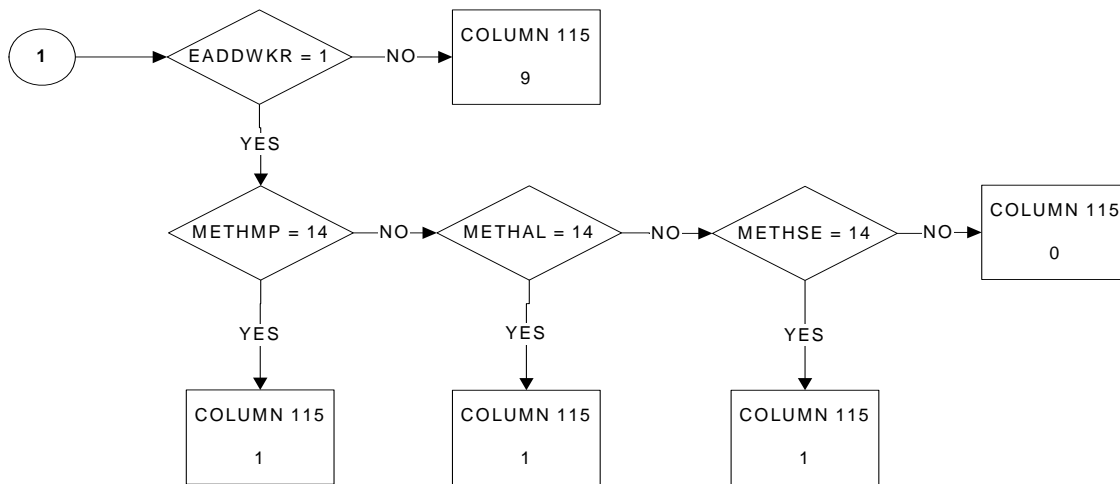 1
EADDWKR = 1
NO
COLUMN 115
9
YES
METHMP = 14
NO
METHAL = 14
NO
METHSE = 14
NO
COLUMN 115
0
YES
YES
YES
COLUMN 115
1
COLUMN 115
1
COLUMN 115
1